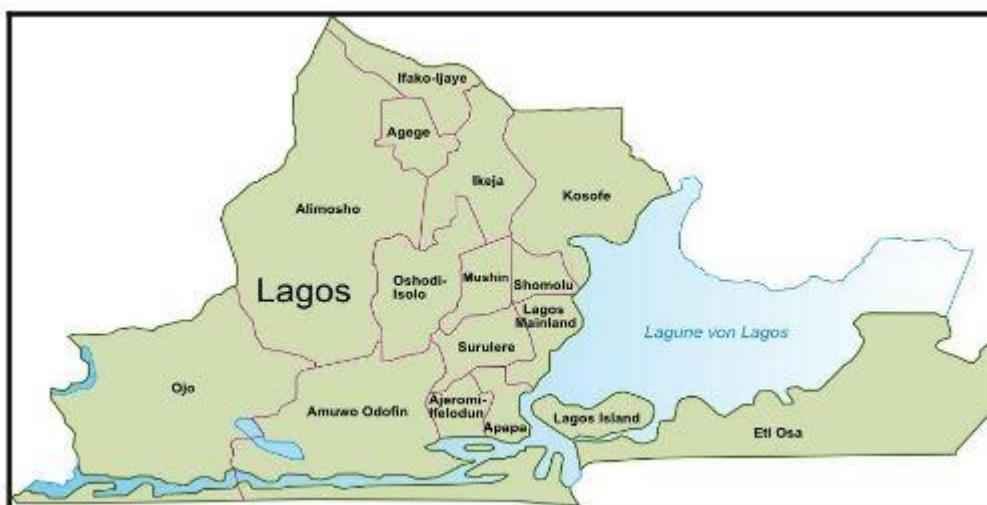 Ifako-Ijaye
Agege
Ikeja
Kosofe
Alimosho
Lagos
Oshodi-
Isolo
Mushin
Shomolu
Lagos
Mainland
Surulere
Lagune von Lagos
Ojo
Amuwo Odofin
Ajeromi-
Ifelodun
Apapa
Lagos Island
Eti Osa